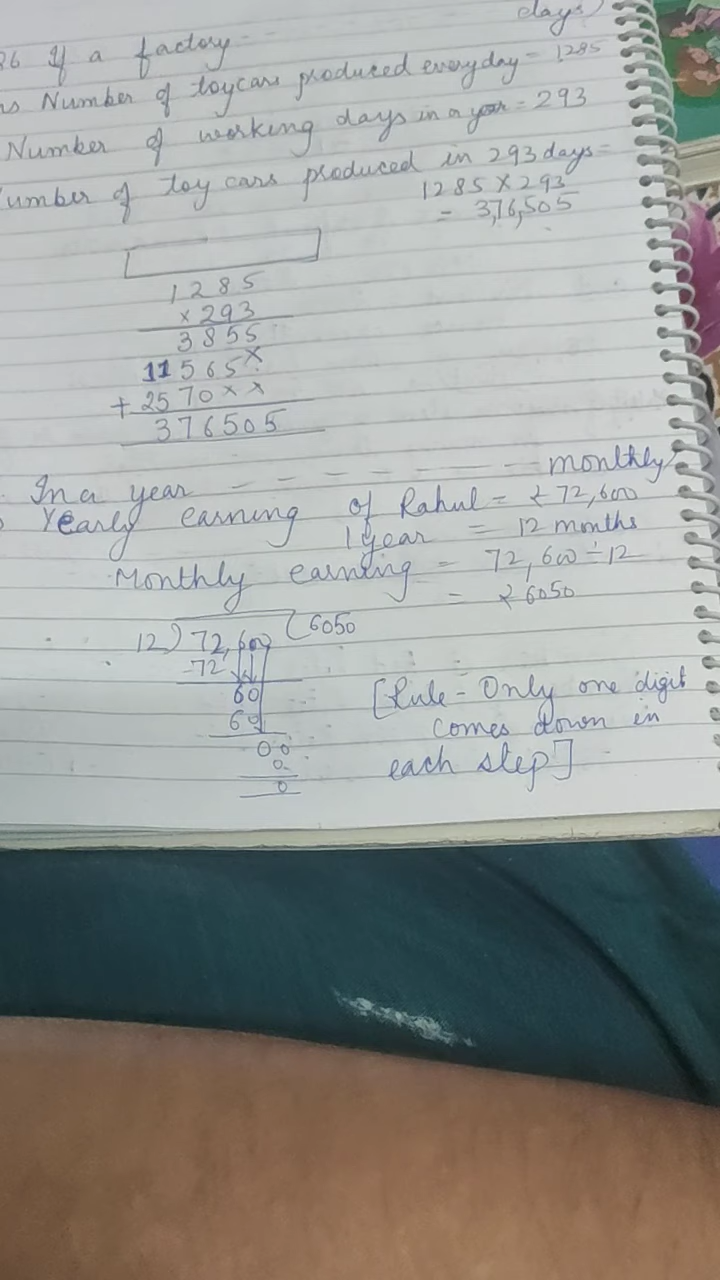 days)
26 If a factory
ns Number of toycars produced everyday = 1285
Number of working days in a year = 293
Number of toy cars produced in 293 days =
1285 × 293
= 3,76,505
1285
× 293
3855
11565×
+ 2570××
376505
In a year - - - - - - monthly?
Yearly earning of Rahul = ₹72,600
1 year = 12 months
Monthly earning = 72,600 ÷ 12
= ₹6050
12) 72,600 (6050
-72
60
60
00
0
0
[Rule - Only one digit
comes down in
each step]